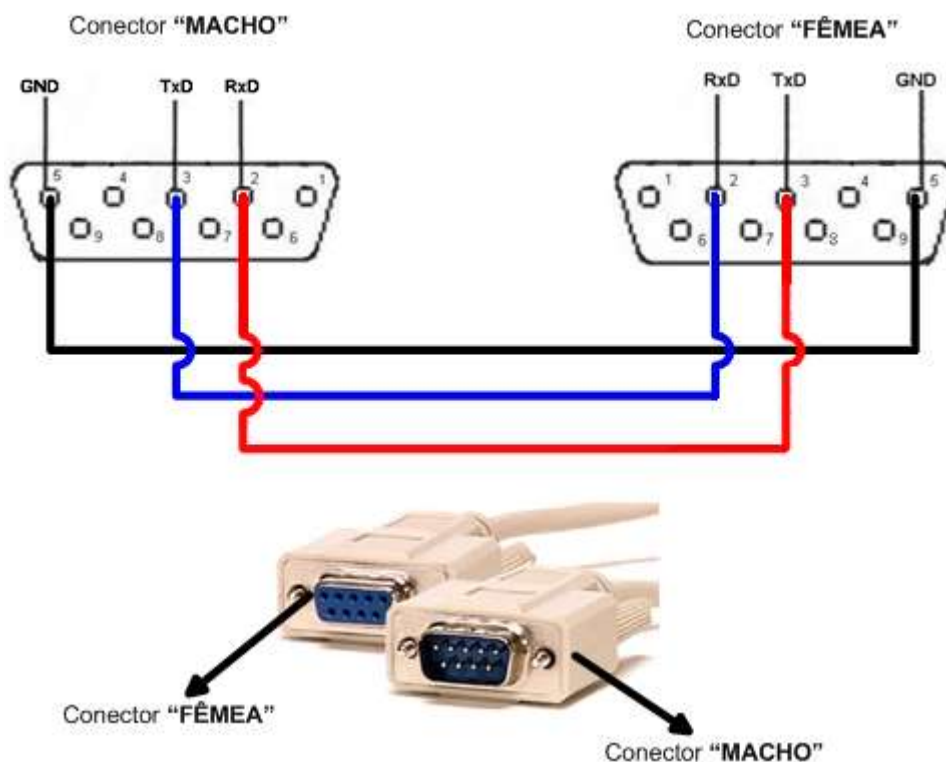 Conector “MACHO”
Conector “FÊMEA”
GND TxD RxD
RxD TxD GND
5 4 3 2 1
9 8 7 6
1 2 3 4 5
6 7 8 9
Conector “FÊMEA”
Conector “MACHO”